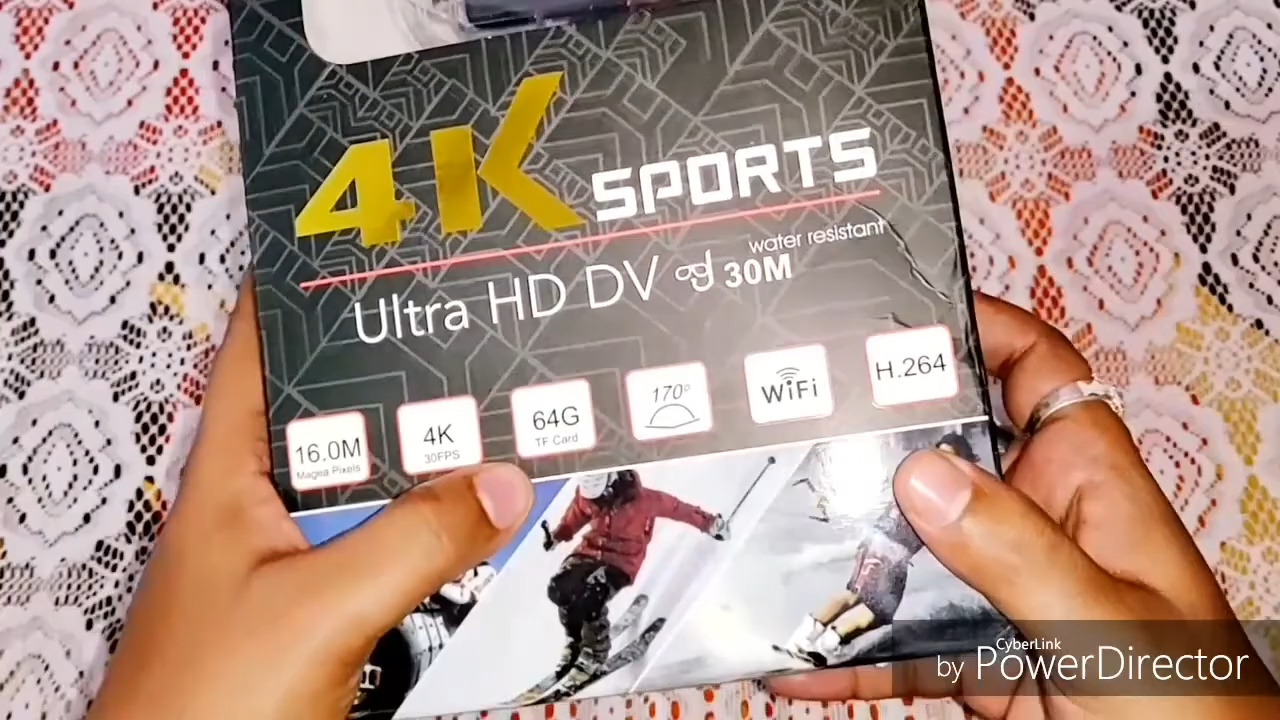 4K SPORTS
Ultra HD DV
water resistant
30M
16.0M
Magea Pixels
4K
30FPS
64G
TF Card
170°
WiFi
H.264
CyberLink
by PowerDirector